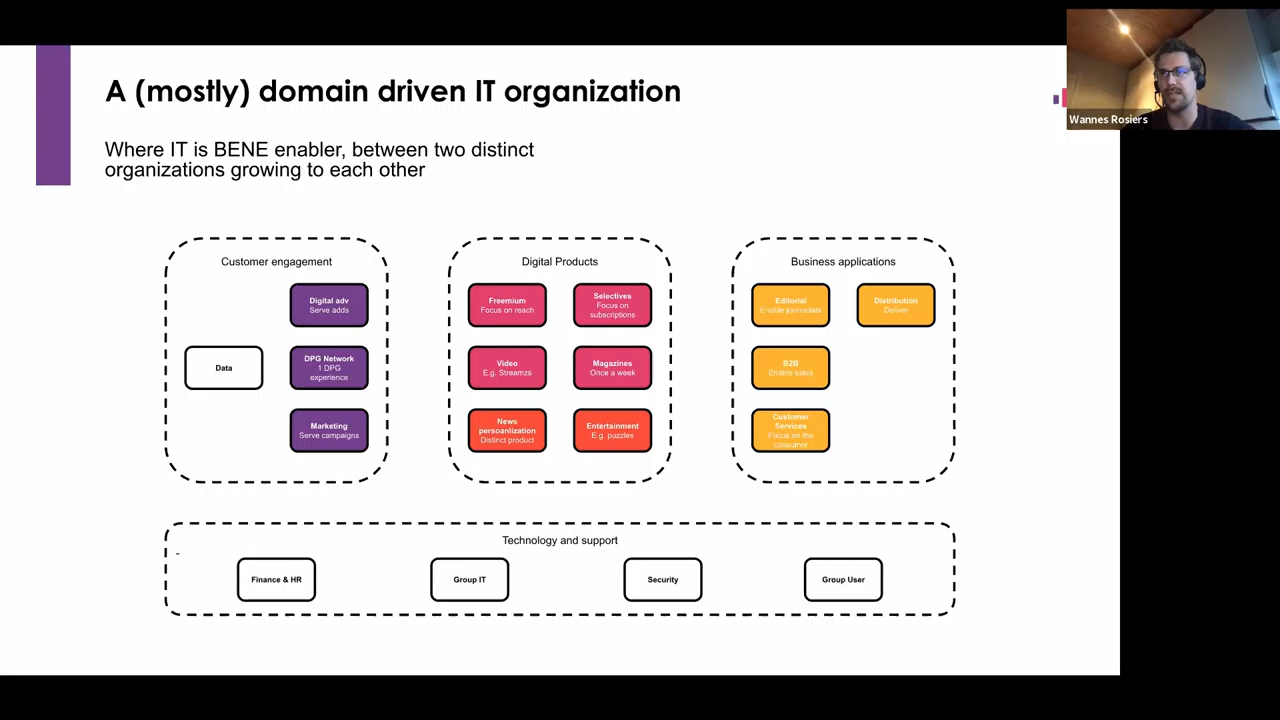 A (mostly) domain driven IT organization
Wannes Rosiers
Where IT is BENE enabler, between two distinct
organizations growing to each other
Customer engagement
Digital adv
Serve adds
Data
DPG Network
1 DPG
experience
Marketing
Serve campaigns
Digital Products
Freemium
Focus on reach
Selectives
Focus on
subscriptions
Video
E.g. Streamzs
Magazines
Once a week
News
persoanlization
Distinct product
Entertainment
E.g. puzzles
Business applications
Editorial
Enable journalists
Distribution
Deliver
B2B
Enable sales
Customer
Services
Focus on the
consumer
Technology and support
-
Finance & HR
Group IT
Security
Group User